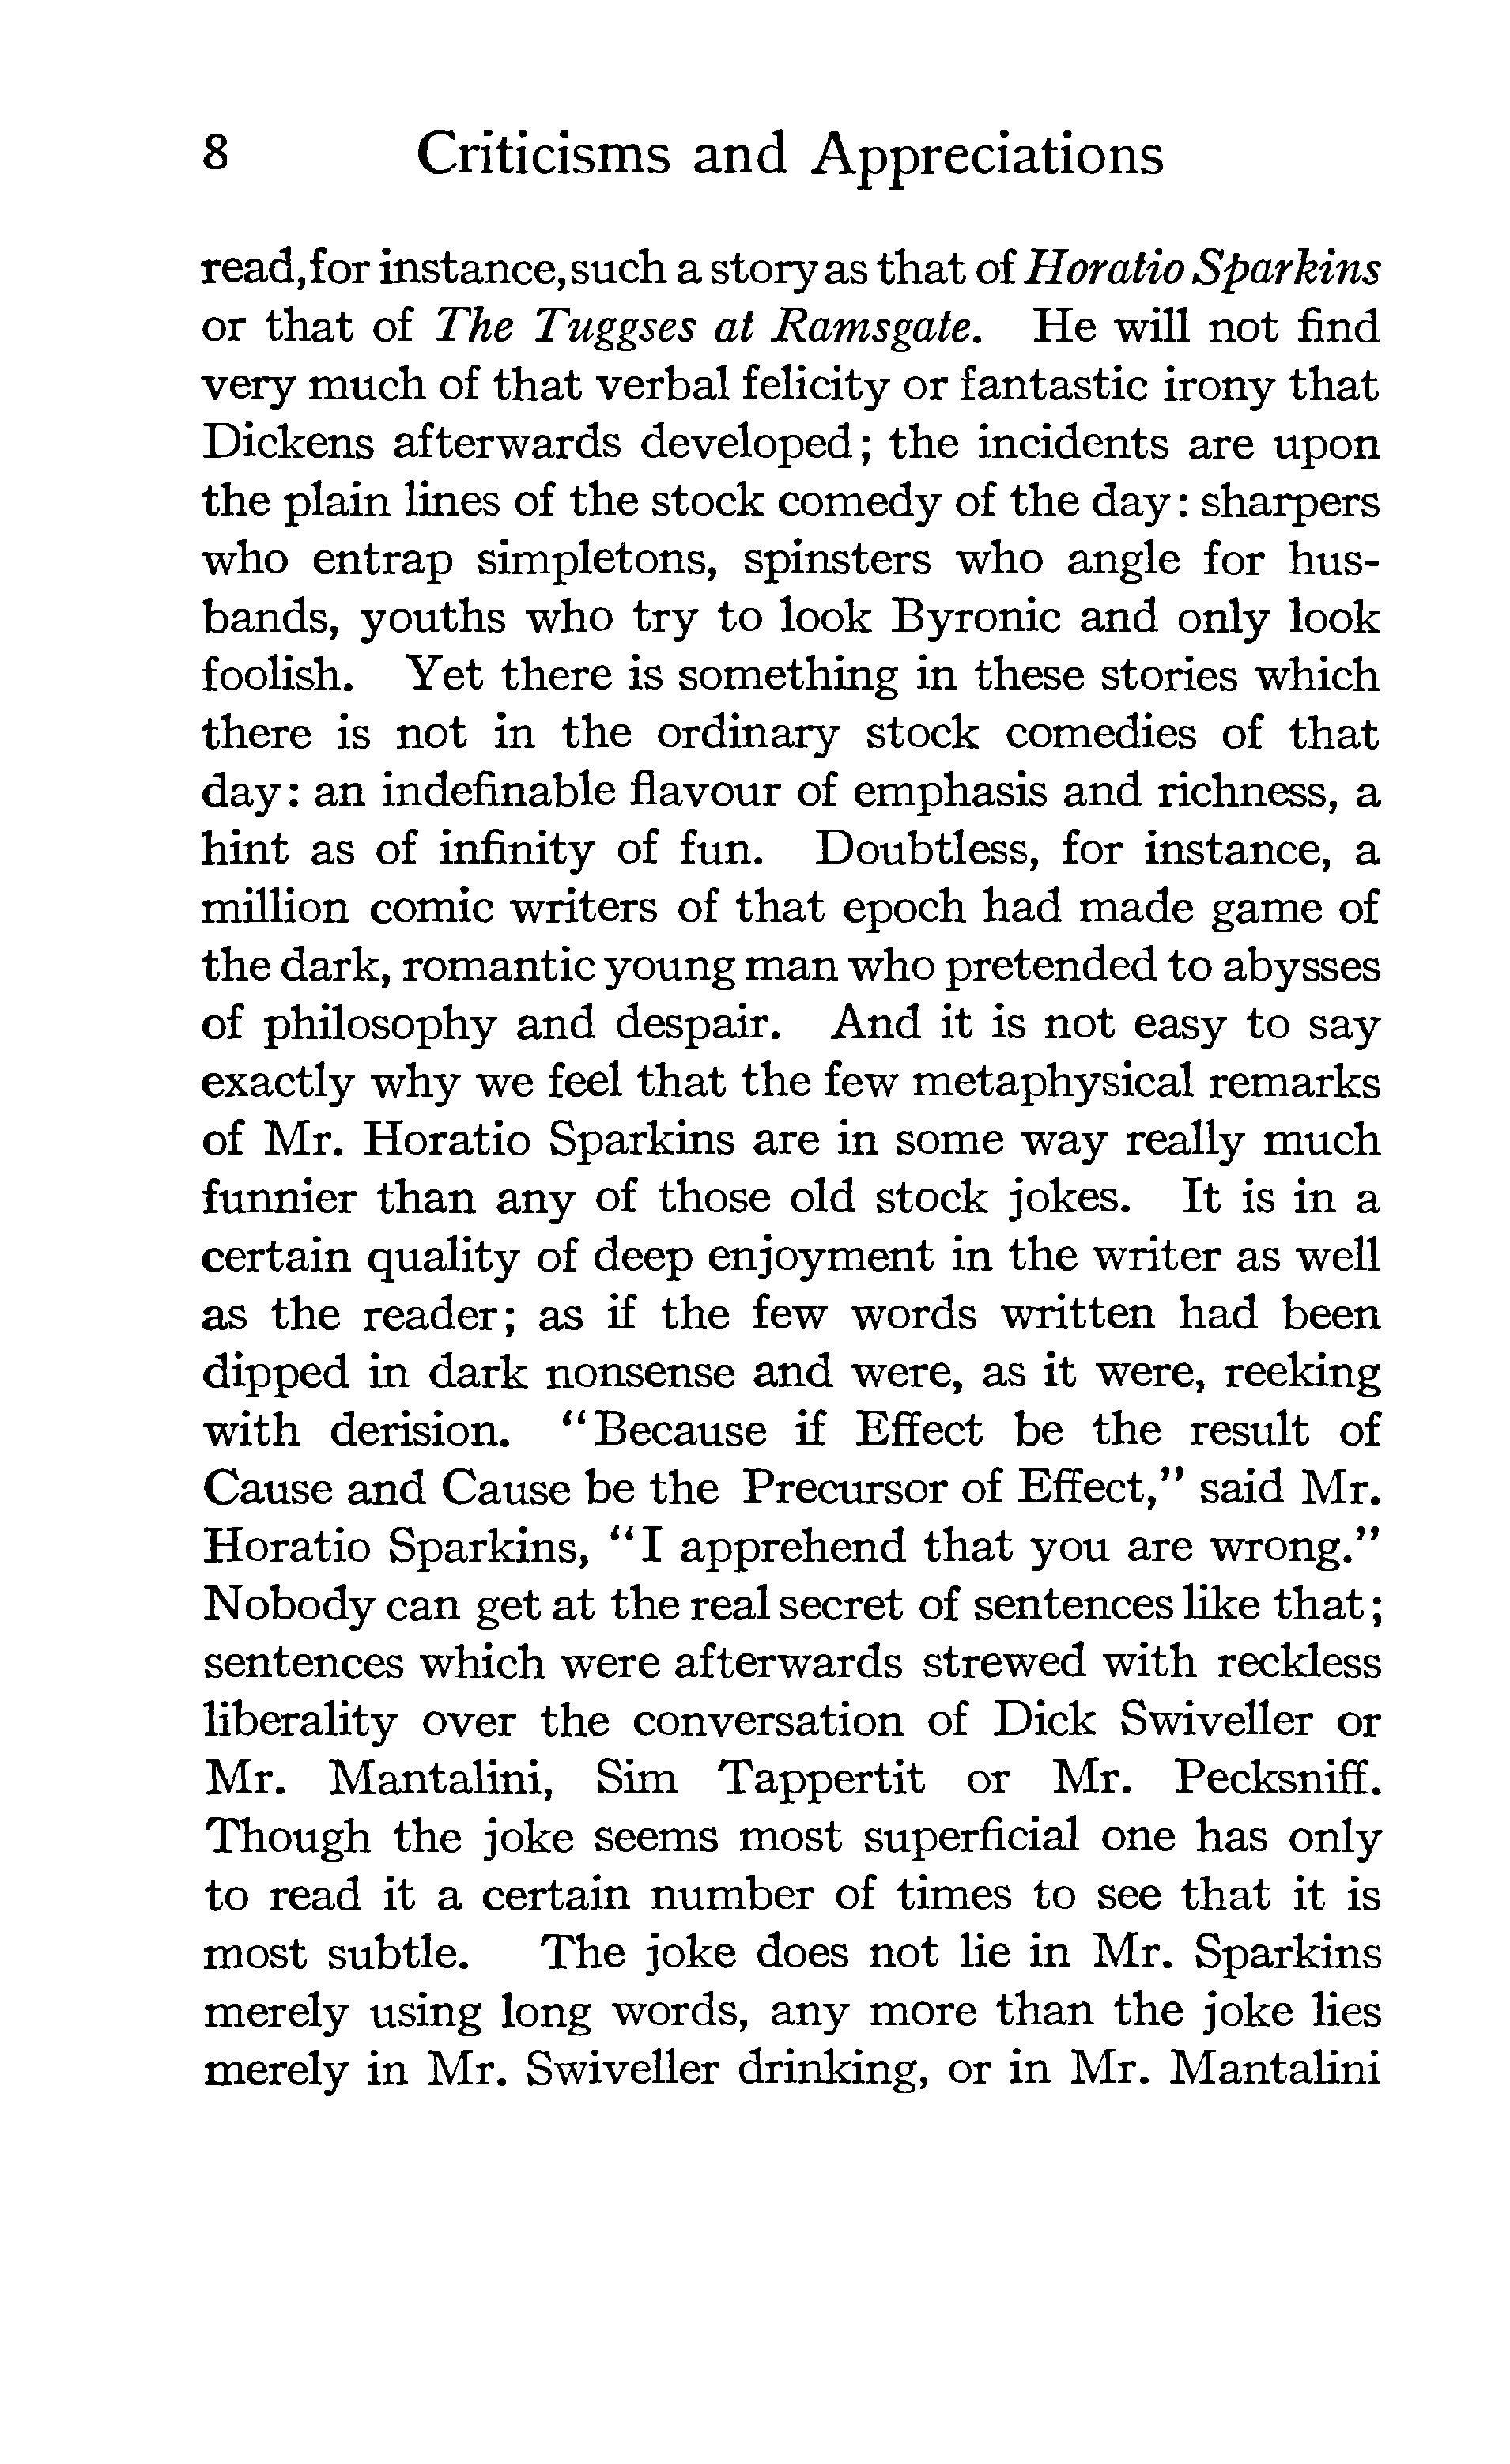 8 Criticisms and Appreciations
read, for instance, such a story as that of Horatio Sparkins
or that of The Tuggses at Ramsgate. He will not find
very much of that verbal felicity or fantastic irony that
Dickens afterwards developed; the incidents are upon
the plain lines of the stock comedy of the day: sharpers
who entrap simpletons, spinsters who angle for hus-
bands, youths who try to look Byronic and only look
foolish. Yet there is something in these stories which
there is not in the ordinary stock comedies of that
day: an indefinable flavour of emphasis and richness, a
hint as of infinity of fun. Doubtless, for instance, a
million comic writers of that epoch had made game of
the dark, romantic young man who pretended to abysses
of philosophy and despair. And it is not easy to say
exactly why we feel that the few metaphysical remarks
of Mr. Horatio Sparkins are in some way really much
funnier than any of those old stock jokes. It is in a
certain quality of deep enjoyment in the writer as well
as the reader; as if the few words written had been
dipped in dark nonsense and were, as it were, reeking
with derision. “Because if Effect be the result of
Cause and Cause be the Precursor of Effect,” said Mr.
Horatio Sparkins, “I apprehend that you are wrong.”
Nobody can get at the real secret of sentences like that;
sentences which were afterwards strewed with reckless
liberality over the conversation of Dick Swiveller or
Mr. Mantalini, Sim Tappertit or Mr. Pecksniff.
Though the joke seems most superficial one has only
to read it a certain number of times to see that it is
most subtle. The joke does not lie in Mr. Sparkins
merely using long words, any more than the joke lies
merely in Mr. Swiveller drinking, or in Mr. Mantalini